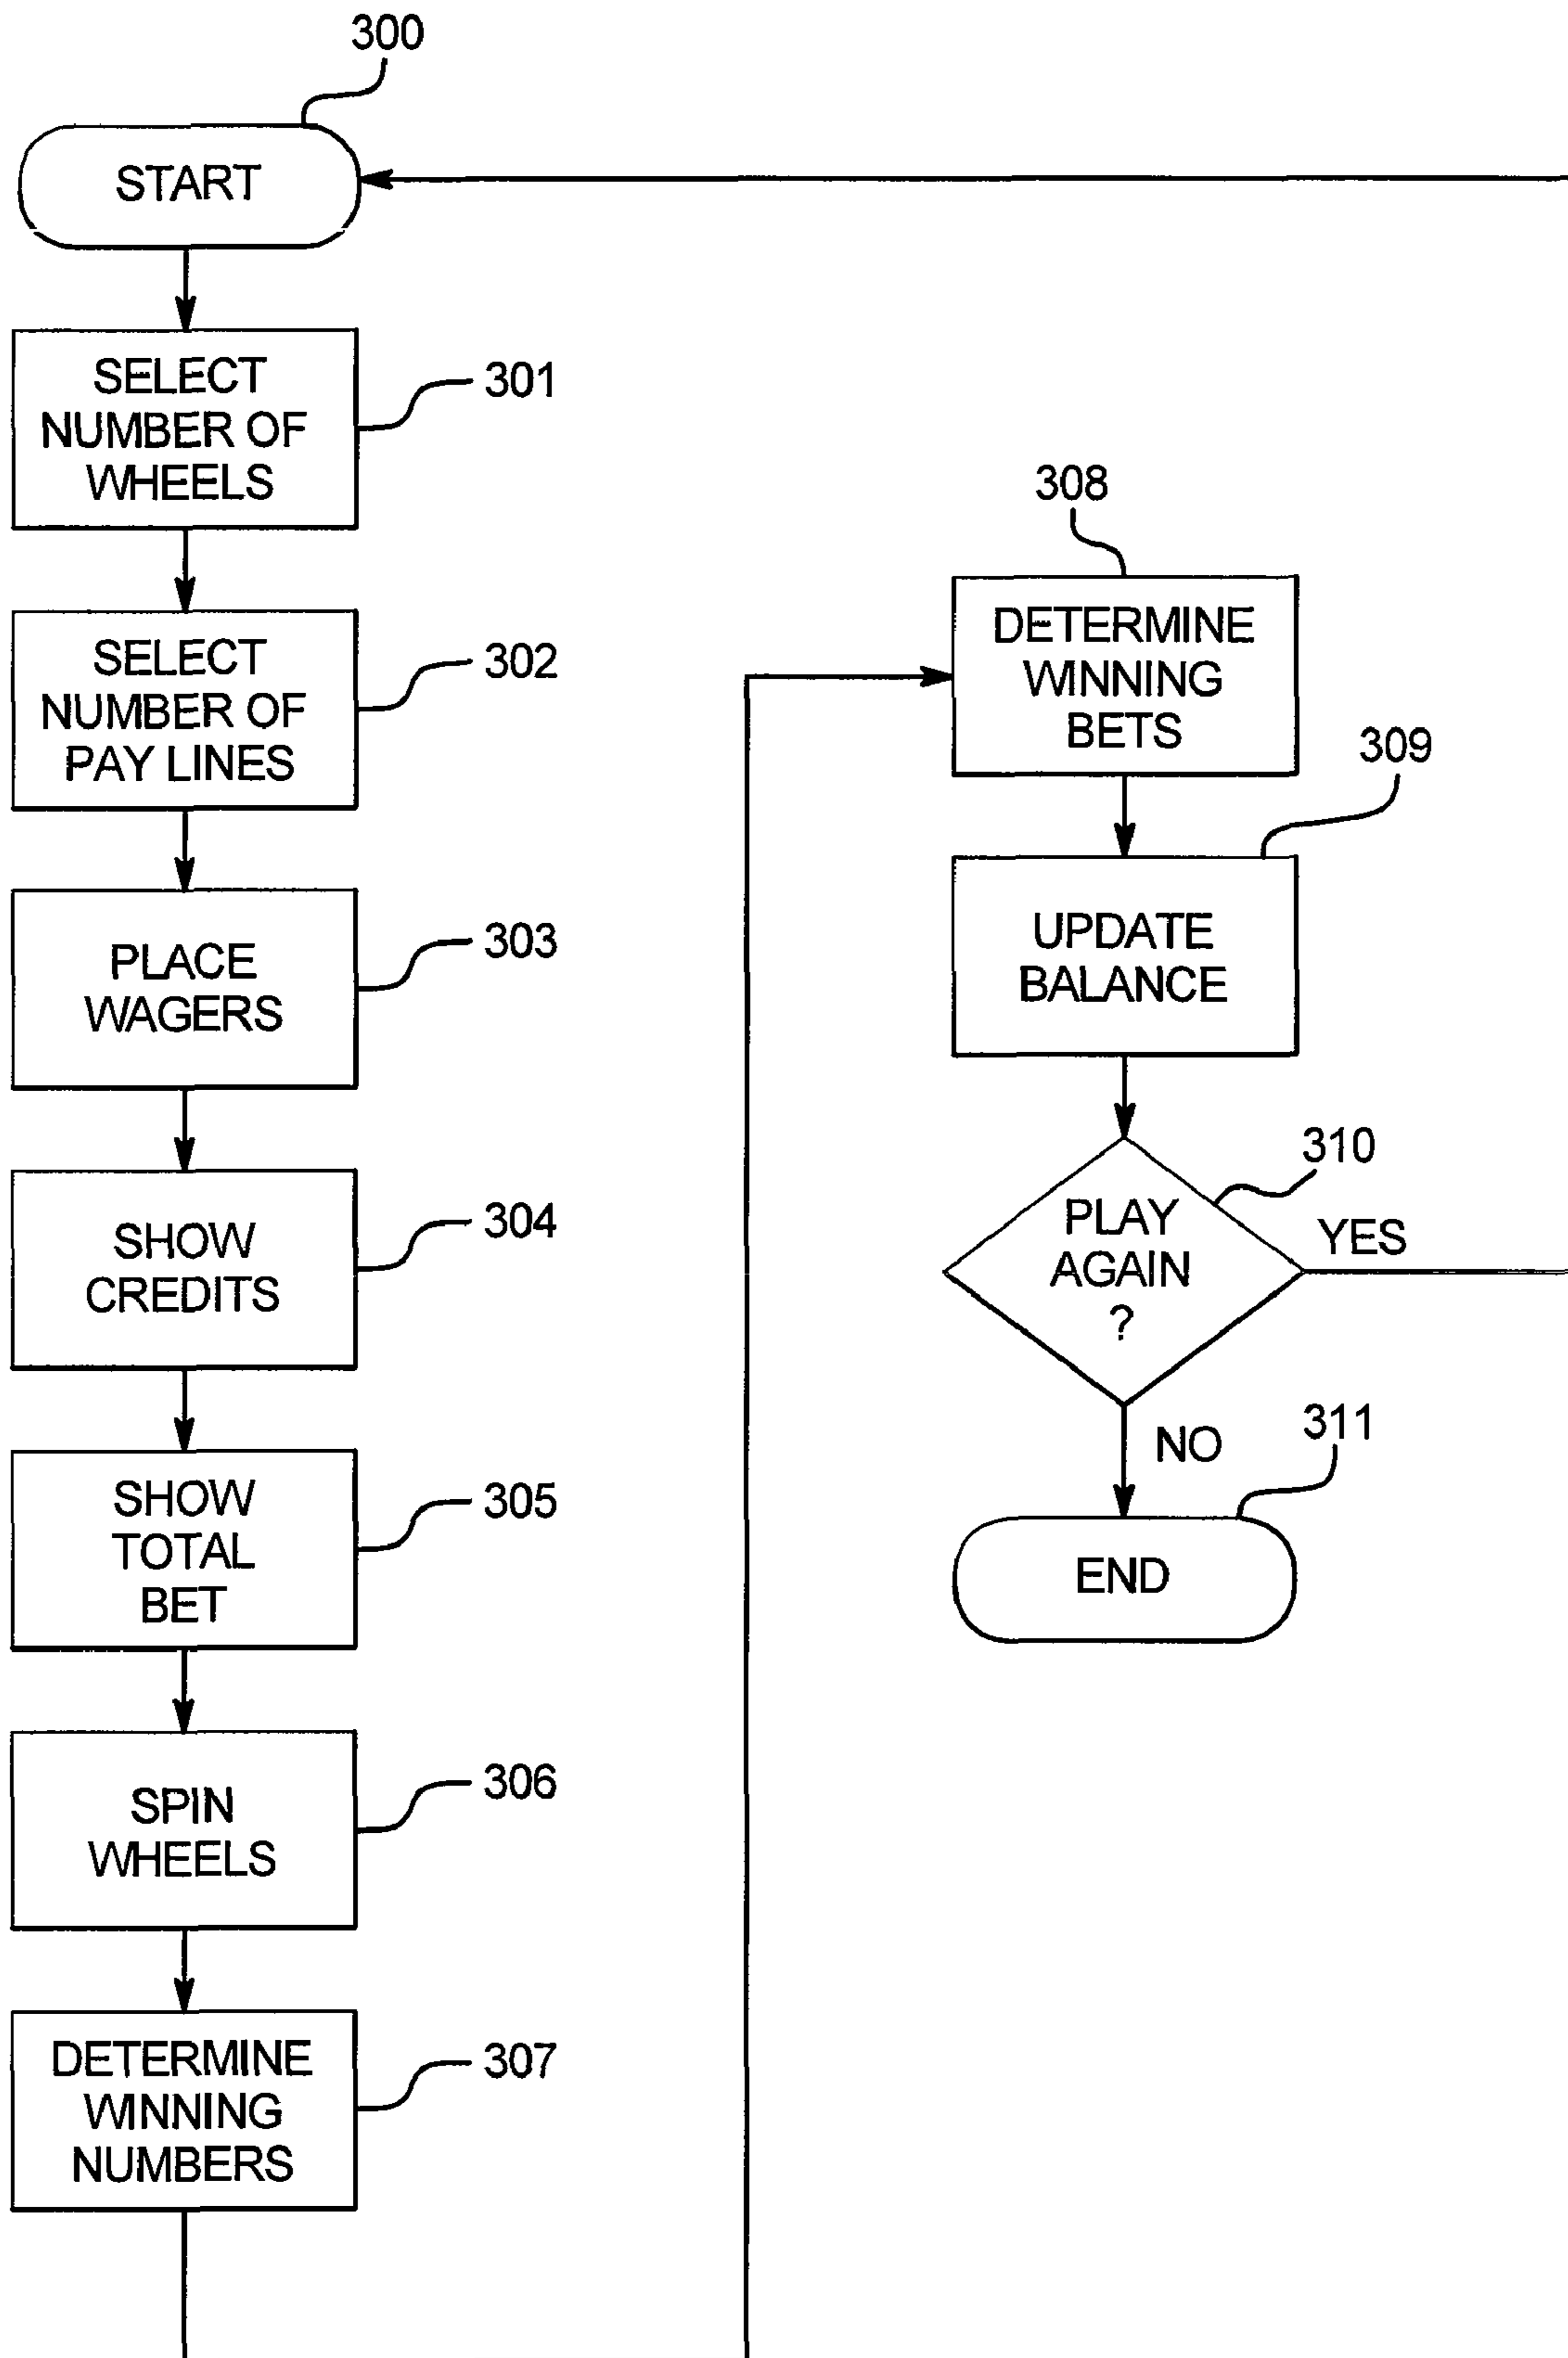 300
START
SELECT
NUMBER OF
WHEELS
301
SELECT
NUMBER OF
PAY LINES
302
PLACE
WAGERS
303
SHOW
CREDITS
304
SHOW
TOTAL
BET
305
SPIN
WHEELS
306
DETERMINE
WINNING
NUMBERS
307
308
DETERMINE
WINNING
BETS
309
UPDATE
BALANCE
310
PLAY
AGAIN
?
YES
NO
311
END